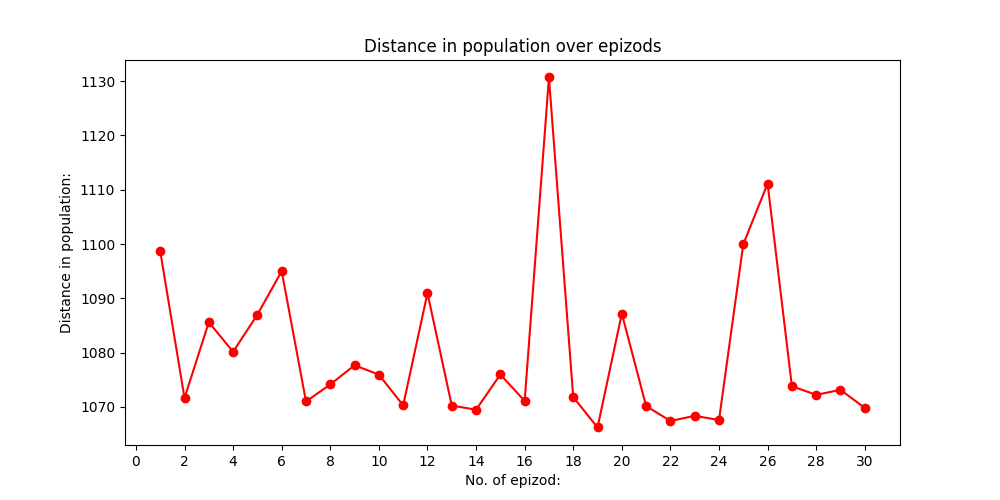 Distance in population over epizods
Distance in population:
1130
1120
1110
1100
1090
1080
1070
0 2 4 6 8 10 12 14 16 18 20 22 24 26 28 30
No. of epizod: